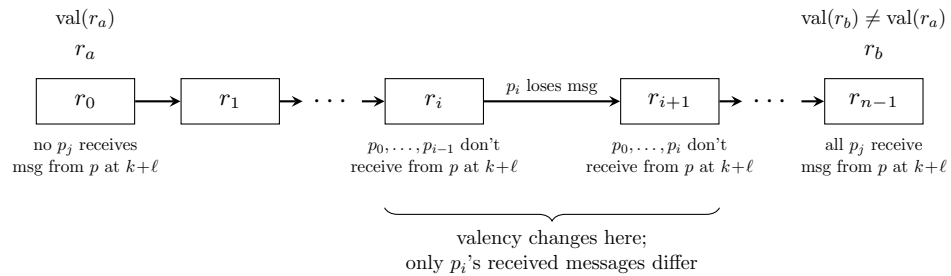 val(r_a)
r_a
val(r_b) ≠ val(r_a)
r_b
r_0
r_1
· · ·
r_i
p_i loses msg
r_{i+1}
· · ·
r_{n−1}
no p_j receives
msg from p at k+ℓ
p_0, . . . , p_{i−1} don't
receive from p at k+ℓ
p_0, . . . , p_i don't
receive from p at k+ℓ
all p_j receive
msg from p at k+ℓ
valency changes here;
only p_i's received messages differ